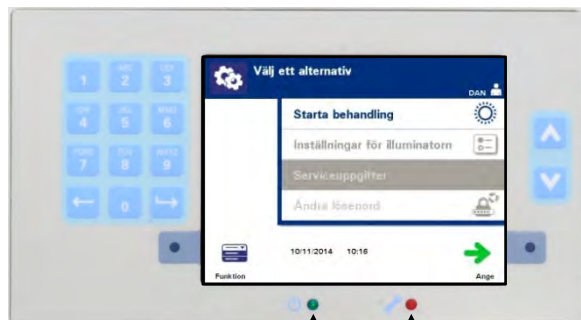 Välj ett alternativ
DAN
Starta behandling
Inställningar för illuminatorn
Serviceuppgifter
Ändra lösenord
10/11/2014 10:16
Funktion
Ange
1 2 3
4 5 6
7 8 9
0